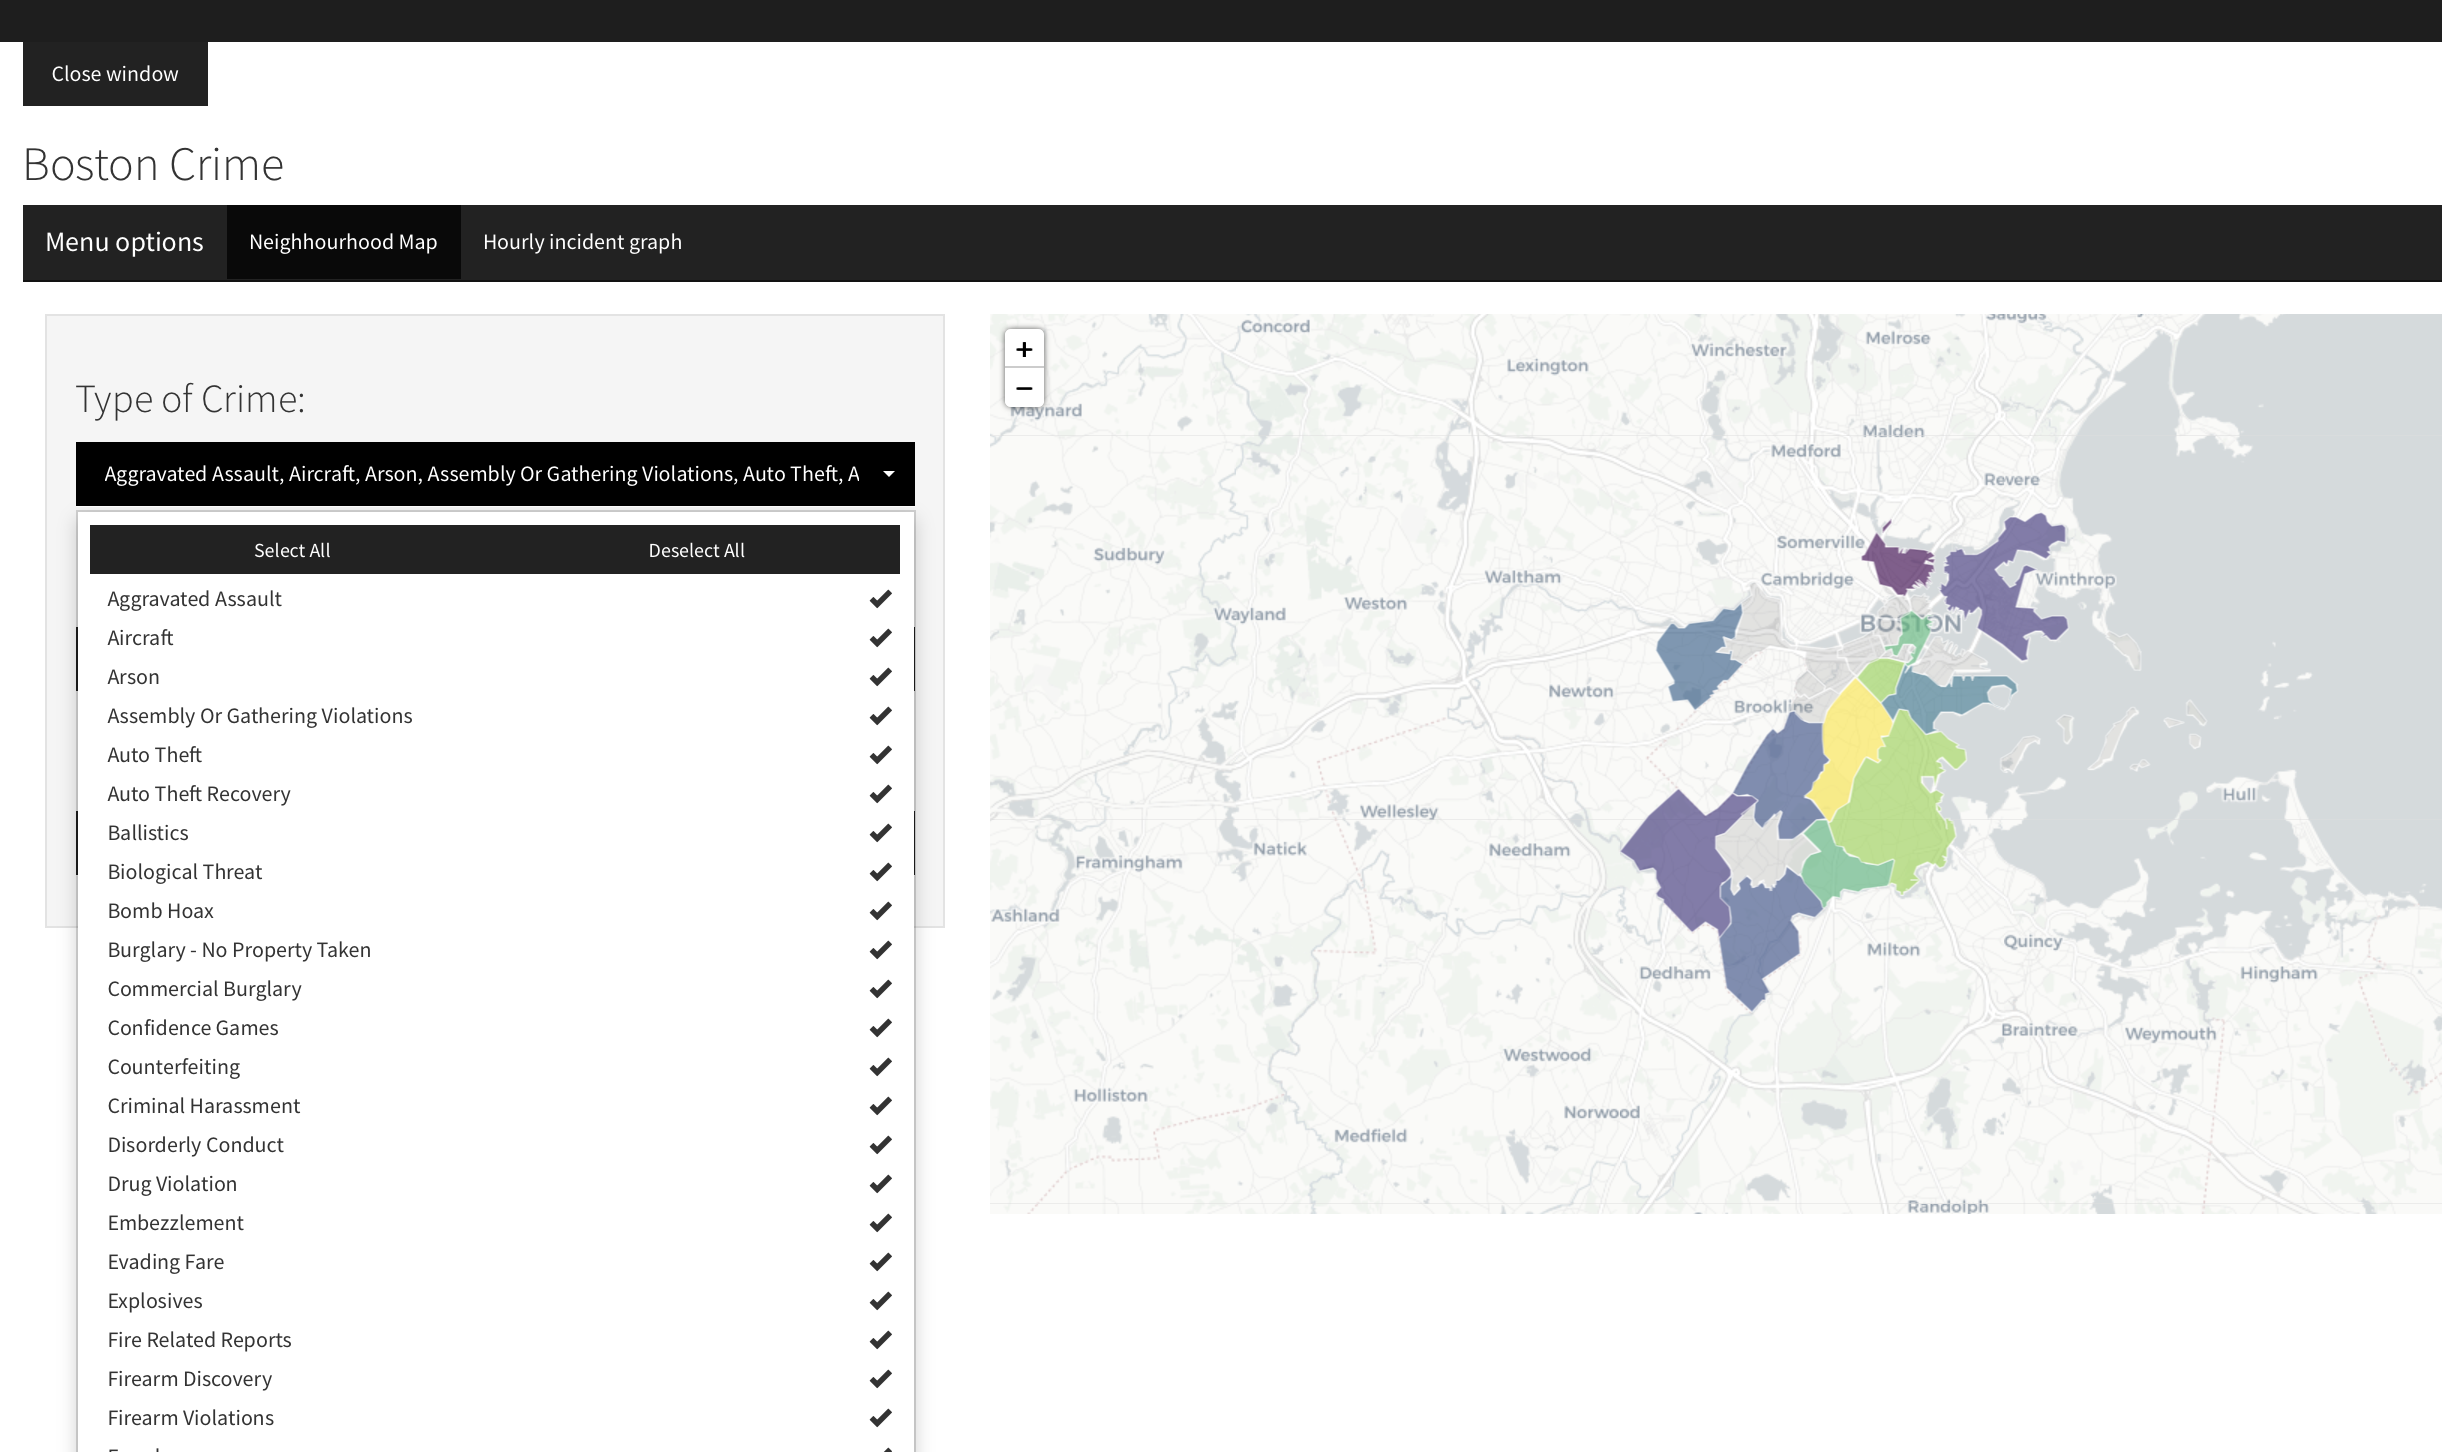 Close window
Boston Crime
Menu options Neighhourhood Map Hourly incident graph
Type of Crime:
Aggravated Assault, Aircraft, Arson, Assembly Or Gathering Violations, Auto Theft, A
Select All Deselect All
Aggravated Assault
Aircraft
Arson
Assembly Or Gathering Violations
Auto Theft
Auto Theft Recovery
Ballistics
Biological Threat
Bomb Hoax
Burglary - No Property Taken
Commercial Burglary
Confidence Games
Counterfeiting
Criminal Harassment
Disorderly Conduct
Drug Violation
Embezzlement
Evading Fare
Explosives
Fire Related Reports
Firearm Discovery
Firearm Violations
+
−
Saugus
Concord
Melrose
Winchester
Lexington
Maynard
Malden
Medford
Revere
Somerville
Sudbury
Waltham
Cambridge
Winthrop
Weston
Wayland
BOSTON
Newton
Brookline
Hull
Wellesley
Natick
Needham
Framingham
Ashland
Quincy
Milton
Dedham
Hingham
Braintree
Weymouth
Westwood
Holliston
Norwood
Medfield
Randolph